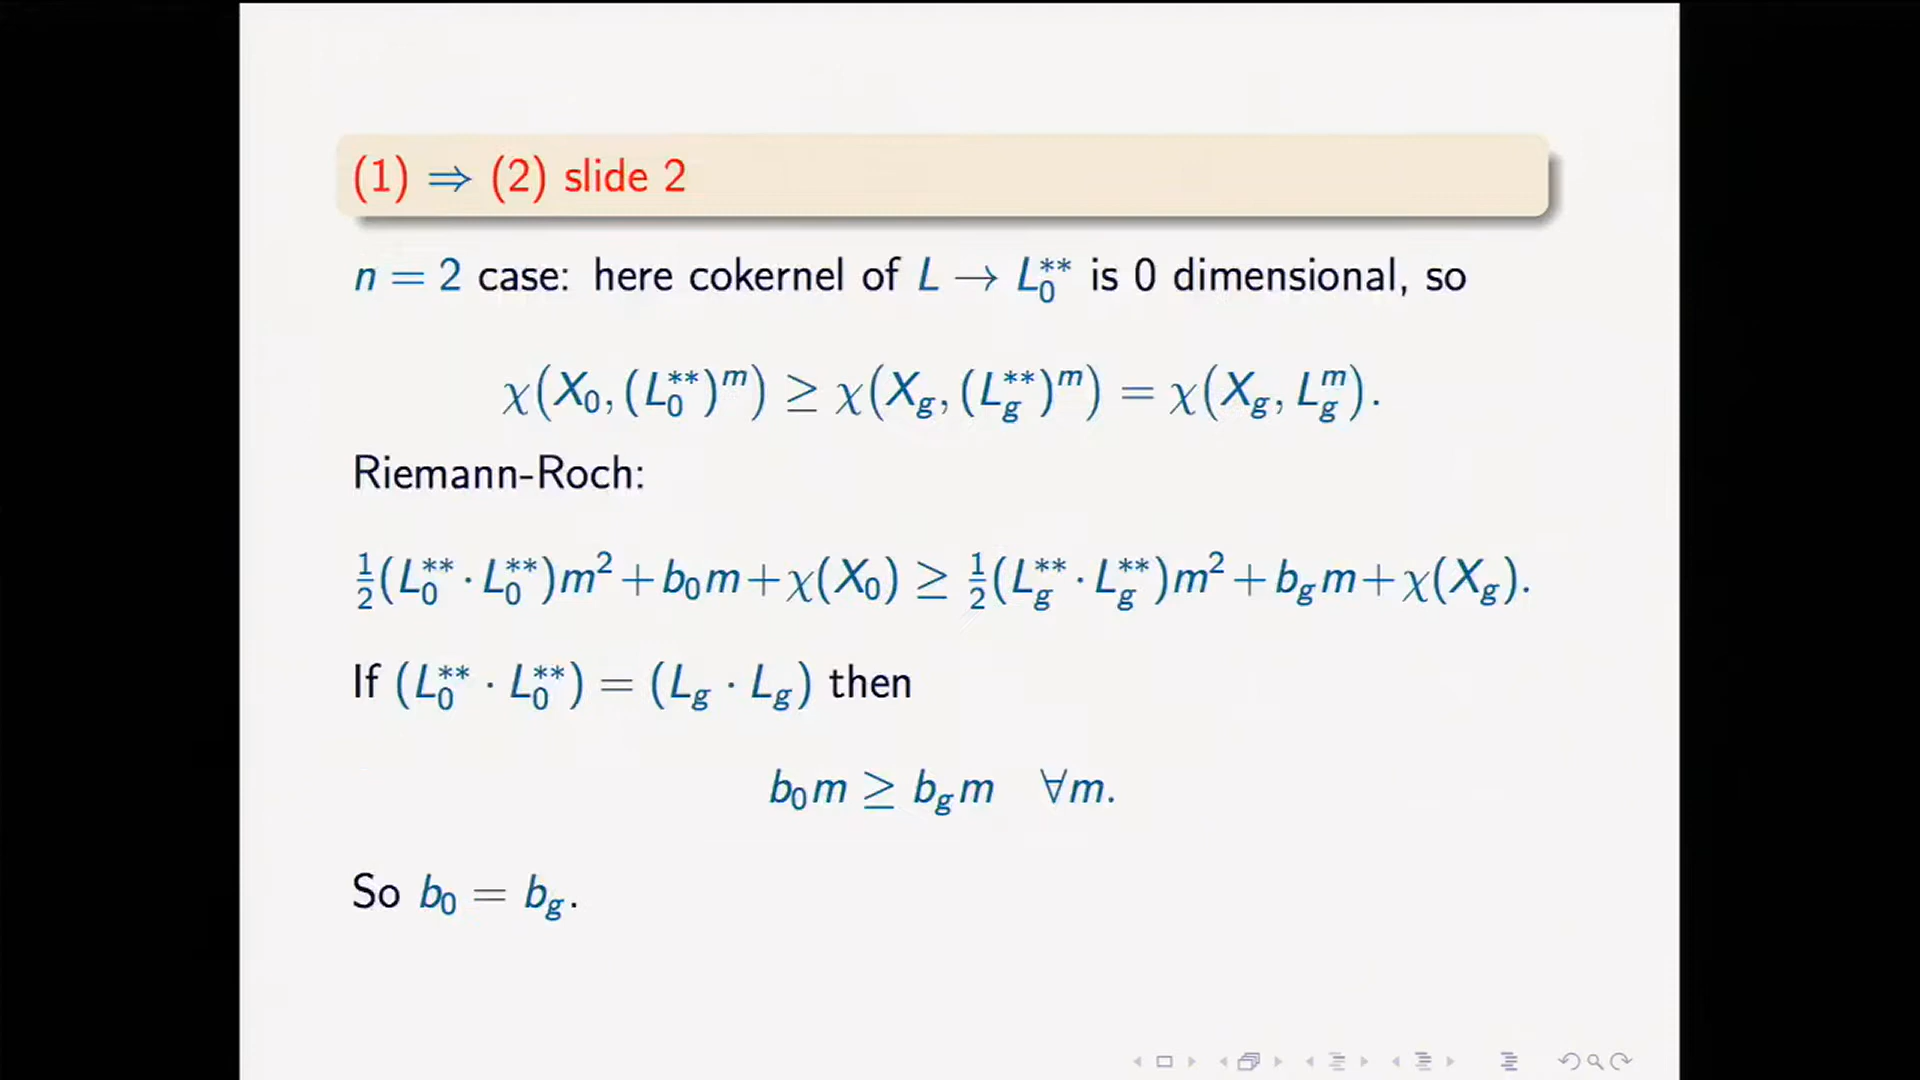 (1) ⇒ (2) slide 2
n = 2 case: here cokernel of L → L₀** is 0 dimensional, so
χ(X₀, (L₀**)ᵐ) ≥ χ(X_g, (L_g**)ᵐ) = χ(X_g, L_gᵐ).
Riemann-Roch:
½(L₀** · L₀**)m² + b₀m + χ(X₀) ≥ ½(L_g** · L_g**)m² + b_g m + χ(X_g).
If (L₀** · L₀**) = (L_g · L_g) then
b₀m ≥ b_g m ∀m.
So b₀ = b_g.